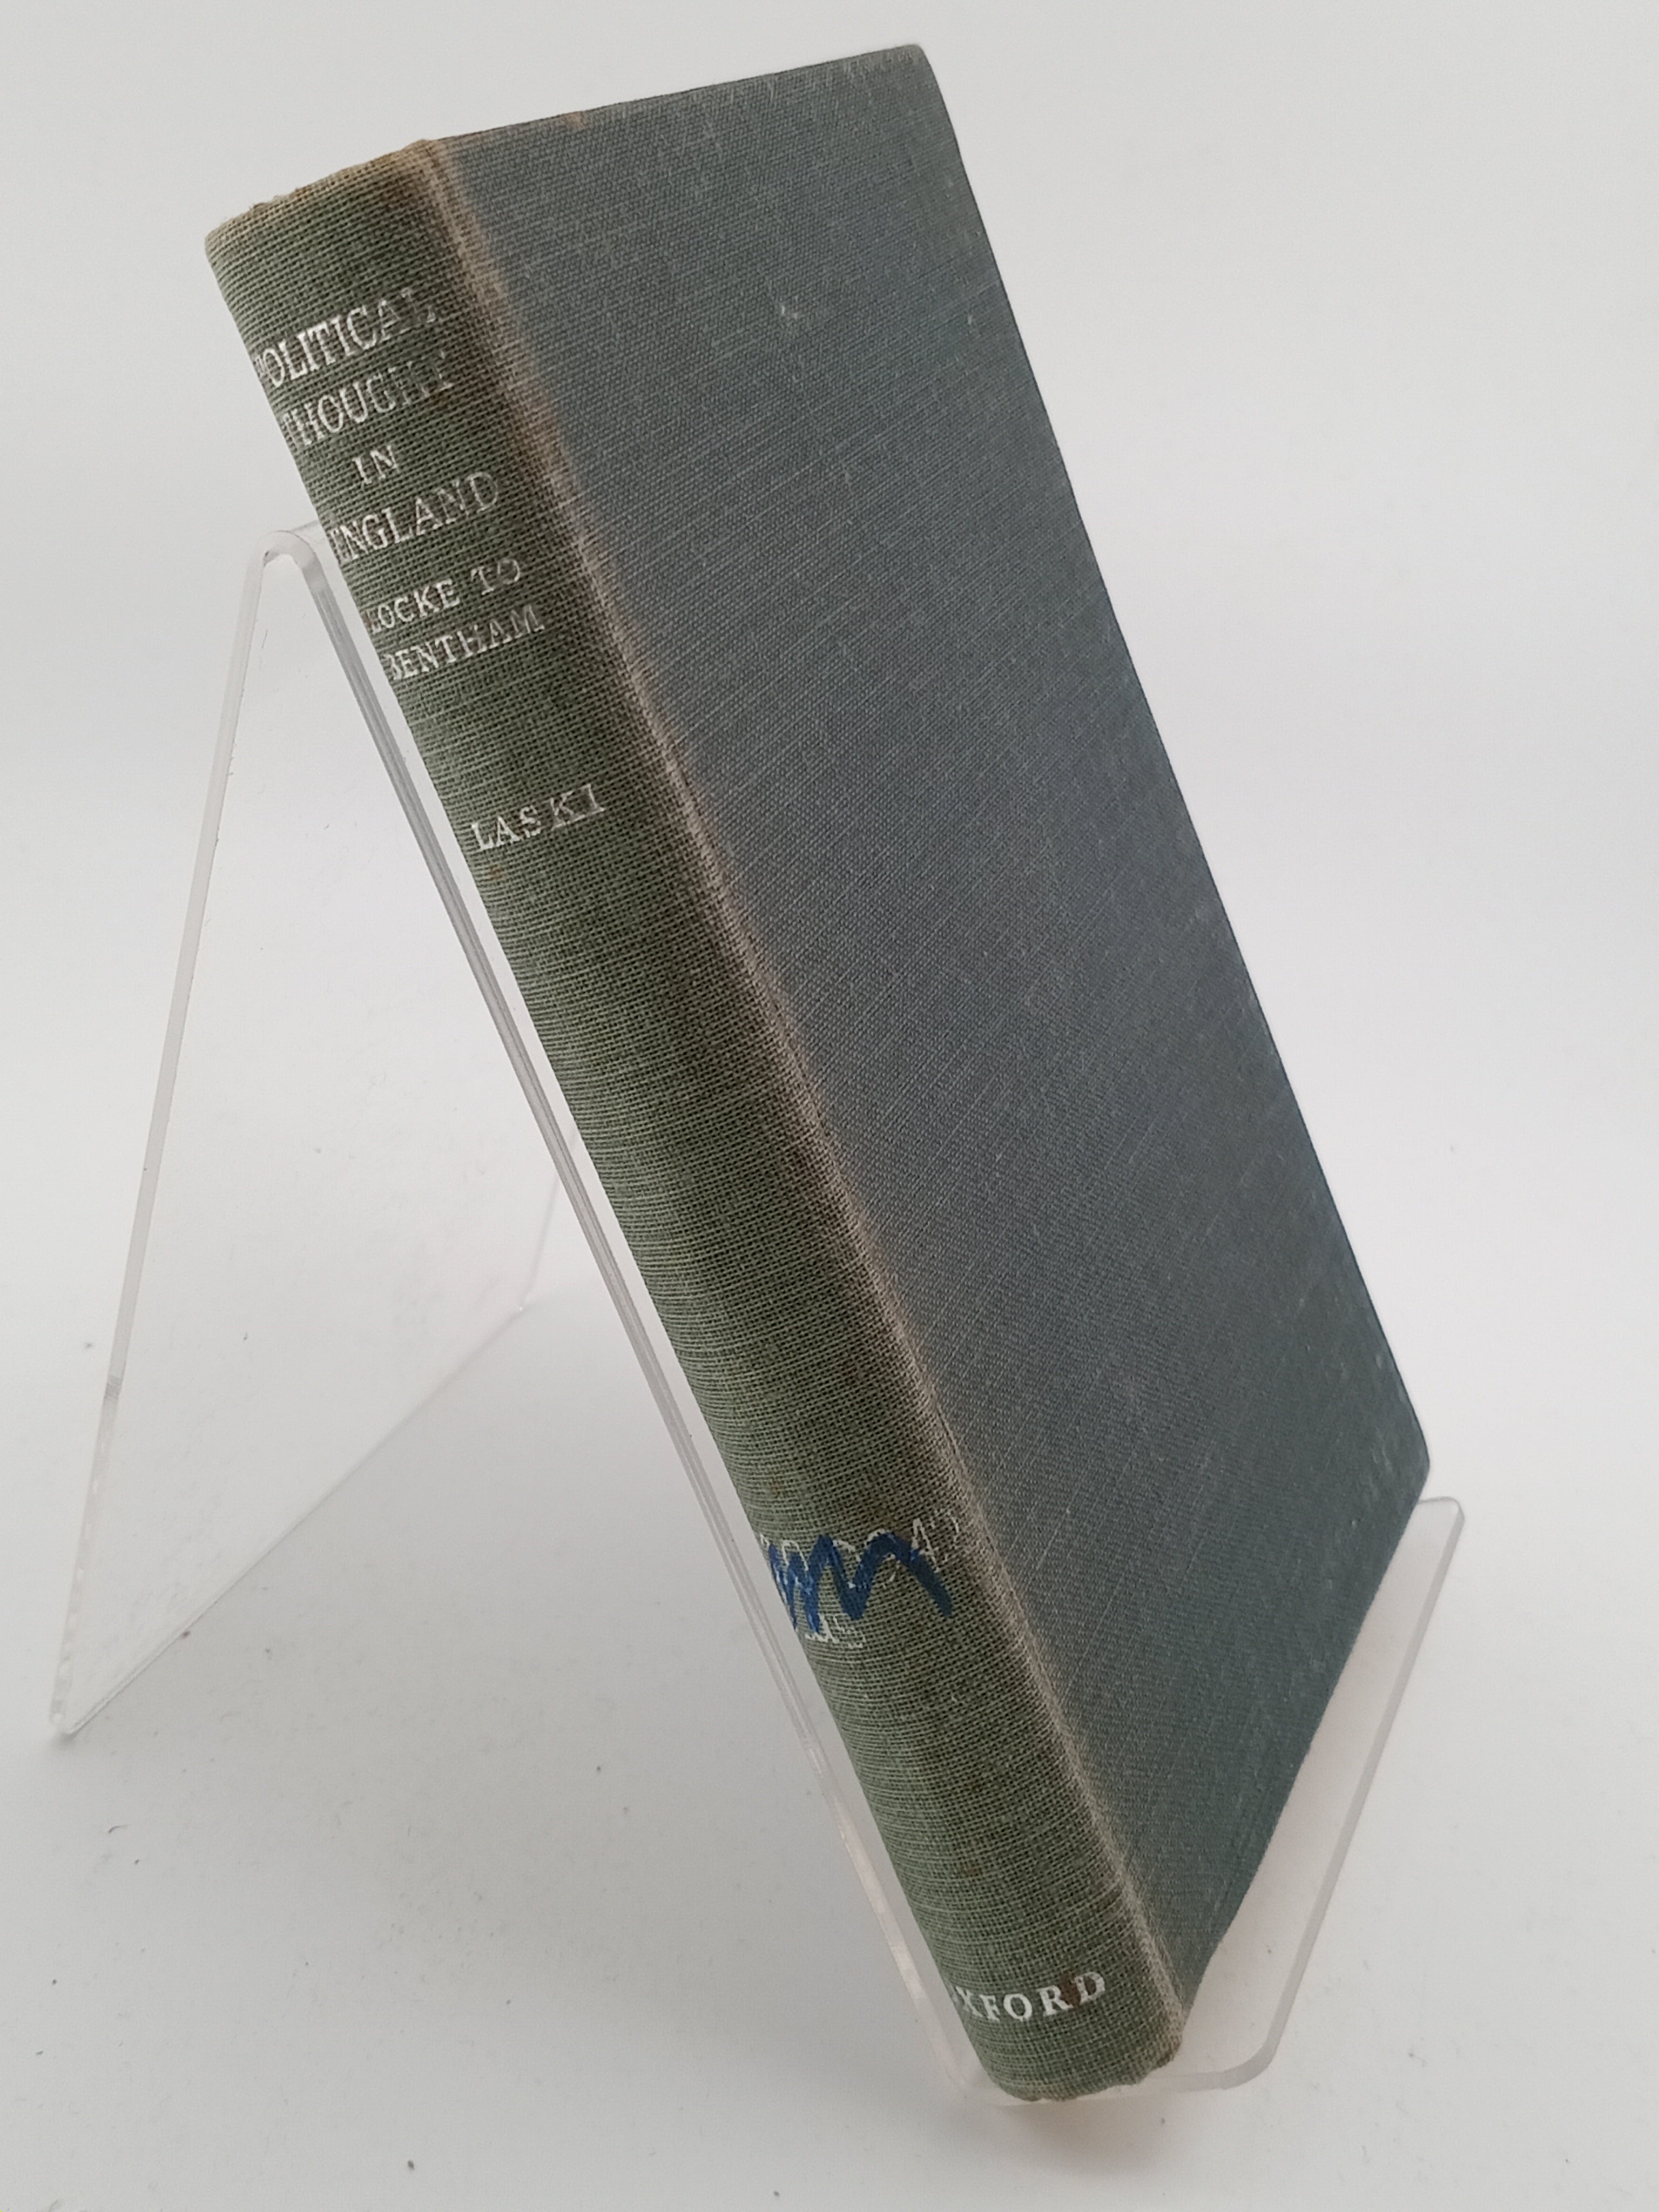 POLITICAL
THOUGHT
IN
ENGLAND
LOCKE TO
BENTHAM
LASKI
OXFORD